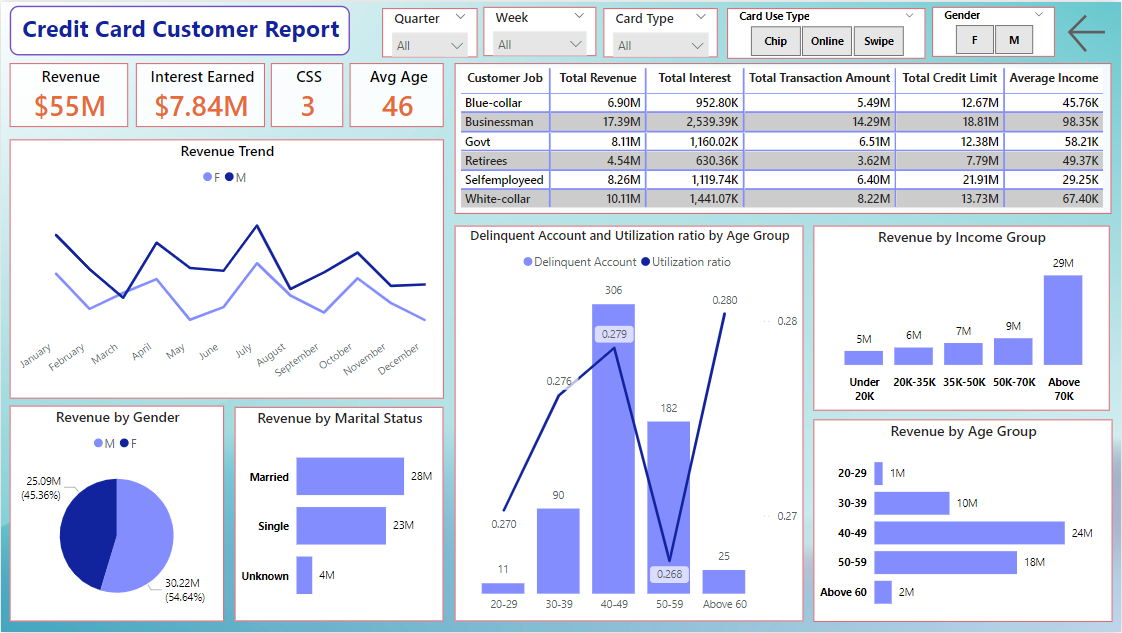 Credit Card Customer Report
Quarter
All
Week
All
Card Type
All
Card Use Type
Chip Online Swipe
Gender
F M
Revenue
$55M
Interest Earned
$7.84M
CSS
3
Avg Age
46
Customer Job Total Revenue Total Interest Total Transaction Amount Total Credit Limit Average Income
Blue-collar 6.90M 952.80K 5.49M 12.67M 45.76K
Businessman 17.39M 2,539.39K 14.29M 18.81M 98.35K
Govt 8.11M 1,160.02K 6.51M 12.38M 58.21K
Retirees 4.54M 630.36K 3.62M 7.79M 49.37K
Selfemployeed 8.26M 1,119.74K 6.40M 21.91M 29.25K
White-collar 10.11M 1,441.07K 8.22M 13.73M 67.40K
Revenue Trend
F M
January February March April May June July August September October November December
Delinquent Account and Utilization ratio by Age Group
Delinquent Account Utilization ratio
306
0.280
0.28
0.279
0.276
182
90
0.270
0.27
11
0.268
25
20-29 30-39 40-49 50-59 Above 60
Revenue by Income Group
29M
9M
7M
6M
5M
Under 20K-35K 35K-50K 50K-70K Above
20K 70K
Revenue by Gender
M F
25.09M
(45.36%)
30.22M
(54.64%)
Revenue by Marital Status
Married 28M
Single 23M
Unknown 4M
Revenue by Age Group
20-29 1M
30-39 10M
40-49 24M
50-59 18M
Above 60 2M